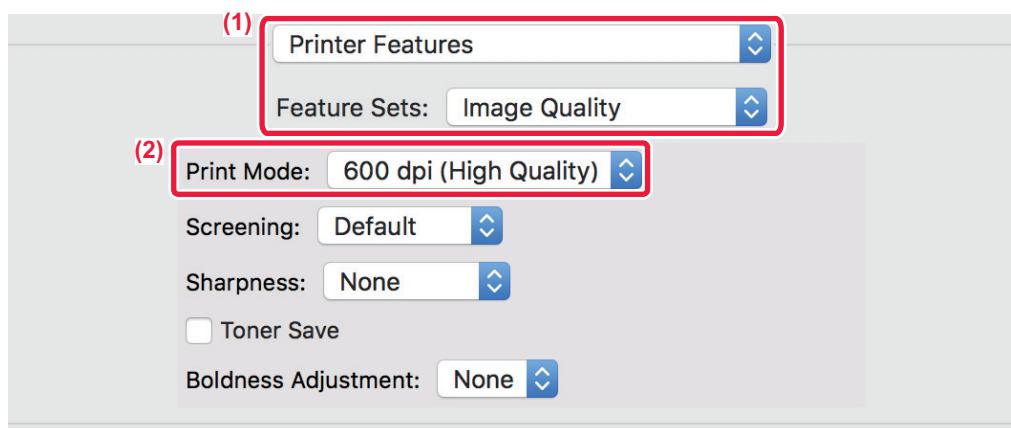 (1)
Printer Features
Feature Sets: Image Quality
(2)
Print Mode: 600 dpi (High Quality)
Screening: Default
Sharpness: None
Toner Save
Boldness Adjustment: None